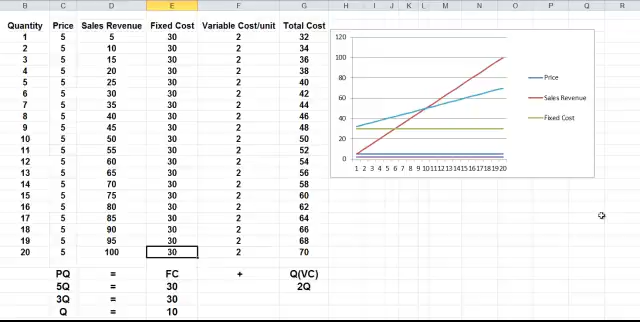 B C D E F G H I J K L M N O P Q R
Quantity Price Sales Revenue Fixed Cost Variable Cost/unit Total Cost
1 5 5 30 2 32
2 5 10 30 2 34
3 5 15 30 2 36
4 5 20 30 2 38
5 5 25 30 2 40
6 5 30 30 2 42
7 5 35 30 2 44
8 5 40 30 2 46
9 5 45 30 2 48
10 5 50 30 2 50
11 5 55 30 2 52
12 5 60 30 2 54
13 5 65 30 2 56
14 5 70 30 2 58
15 5 75 30 2 60
16 5 80 30 2 62
17 5 85 30 2 64
18 5 90 30 2 66
19 5 95 30 2 68
20 5 100 30 2 70
PQ = FC + Q(VC)
5Q = 30 2Q
3Q = 30
Q = 10
120
100
80
60
40
20
0
1 2 3 4 5 6 7 8 9 10 11 12 13 14 15 16 17 18 19 20
Price
Sales Revenue
Fixed Cost